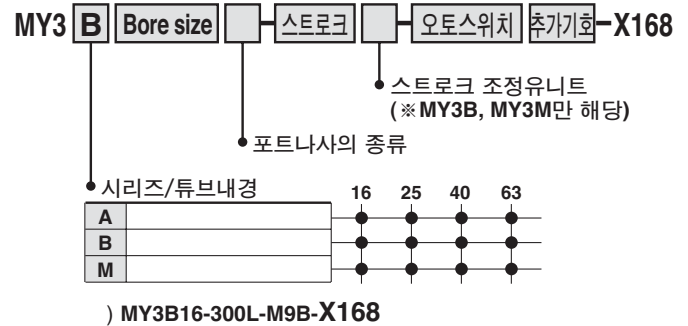 MY3 B Bore size - 스트로크 - 오토스위치 추가기호-X168
스트로크 조정유니트
(※MY3B, MY3M만 해당)
포트나사의 종류
시리즈/튜브내경 16 25 40 63
A
B
M
) MY3B16-300L-M9B-X168